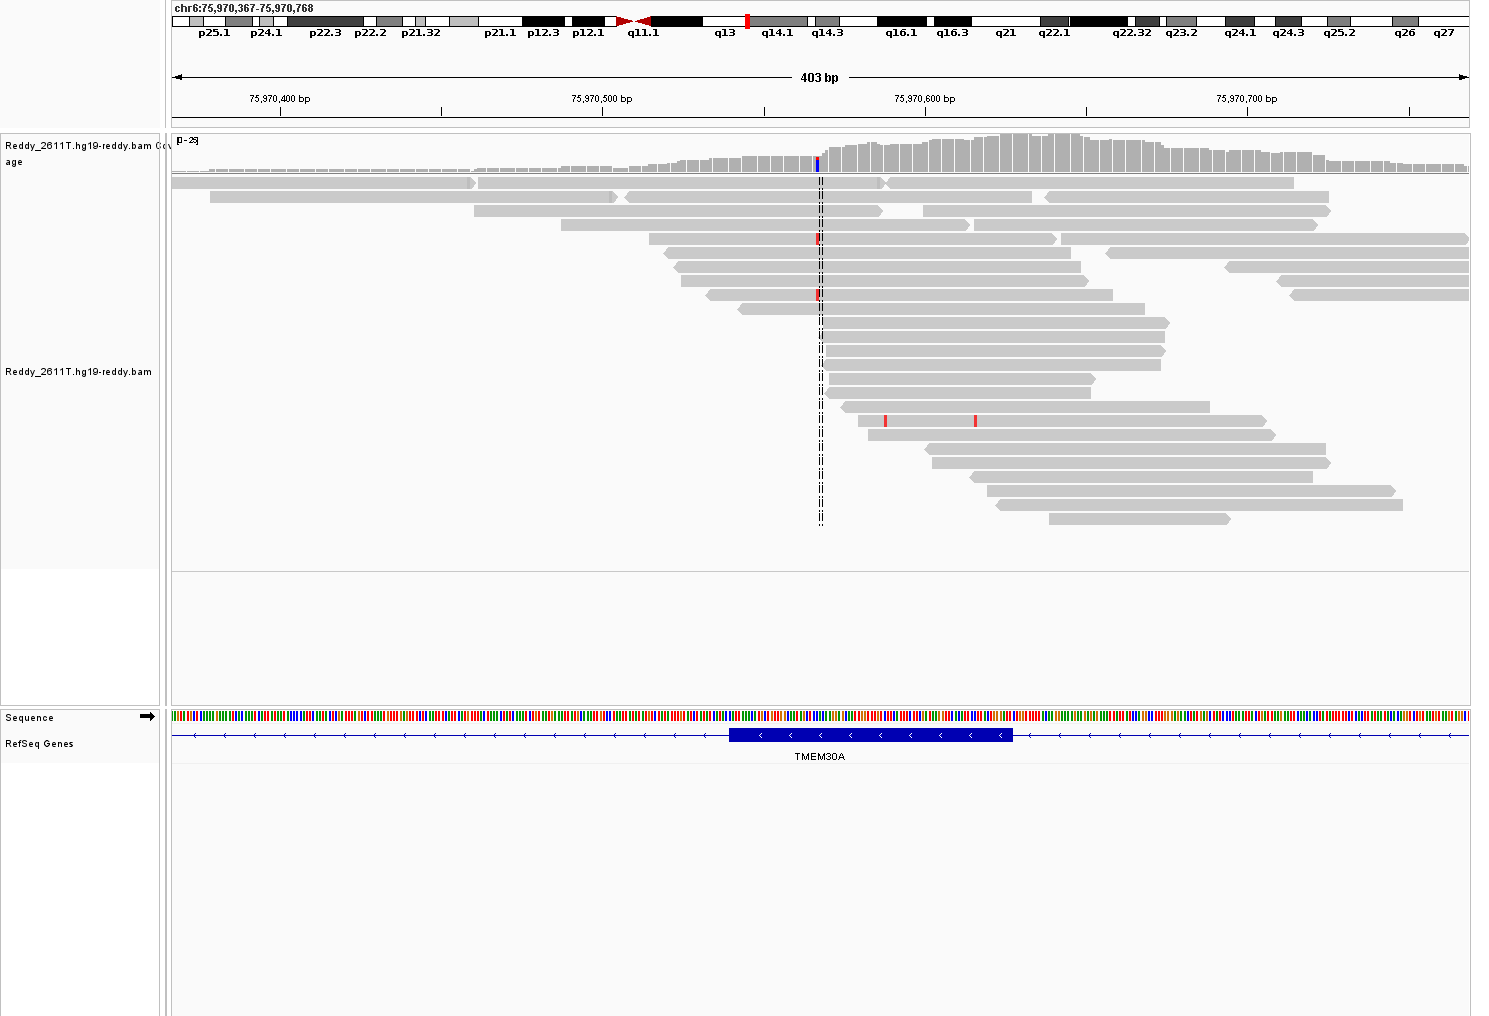 chr6:75,970,367-75,970,768
p25.1 p24.1 p22.3 p22.2 p21.32 p21.1 p12.3 p12.1 q11.1 q13 q14.1 q14.3 q16.1 q16.3 q21 q22.1 q22.32 q23.2 q24.1 q24.3 q25.2 q26 q27
403 bp
75,970,400 bp 75,970,500 bp 75,970,600 bp 75,970,700 bp
Reddy_2611T.hg19-reddy.bam Cov
age
Reddy_2611T.hg19-reddy.bam
Sequence
RefSeq Genes
TMEM30A